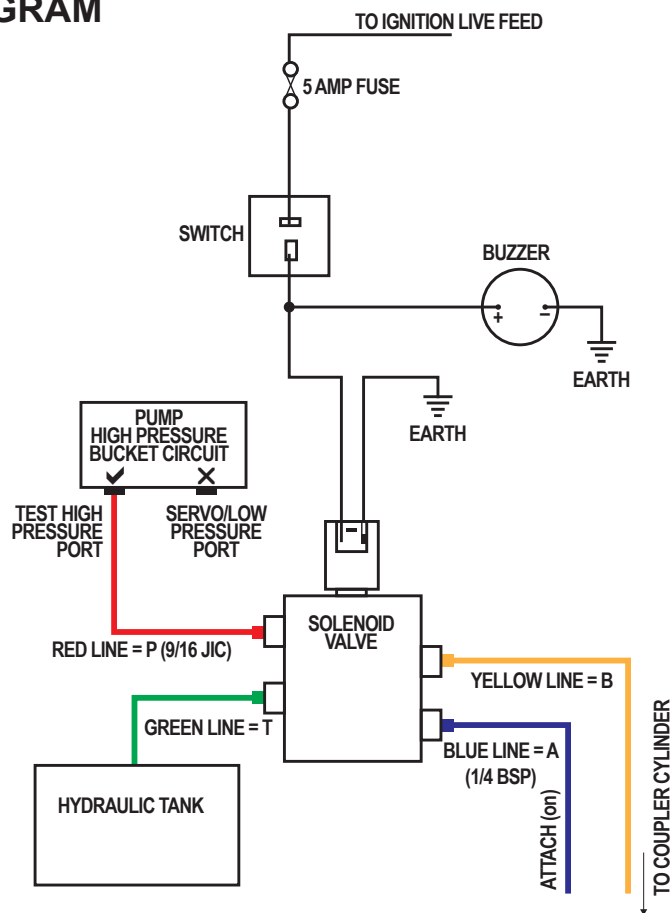 GRAM
TO IGNITION LIVE FEED
5 AMP FUSE
SWITCH
BUZZER
+
–
EARTH
EARTH
PUMP
HIGH PRESSURE
BUCKET CIRCUIT
TEST HIGH
PRESSURE
PORT
SERVO/LOW
PRESSURE
PORT
SOLENOID
VALVE
RED LINE = P (9/16 JIC)
GREEN LINE = T
YELLOW LINE = B
BLUE LINE = A
(1/4 BSP)
HYDRAULIC TANK
ATTACH (on)
TO COUPLER CYLINDER